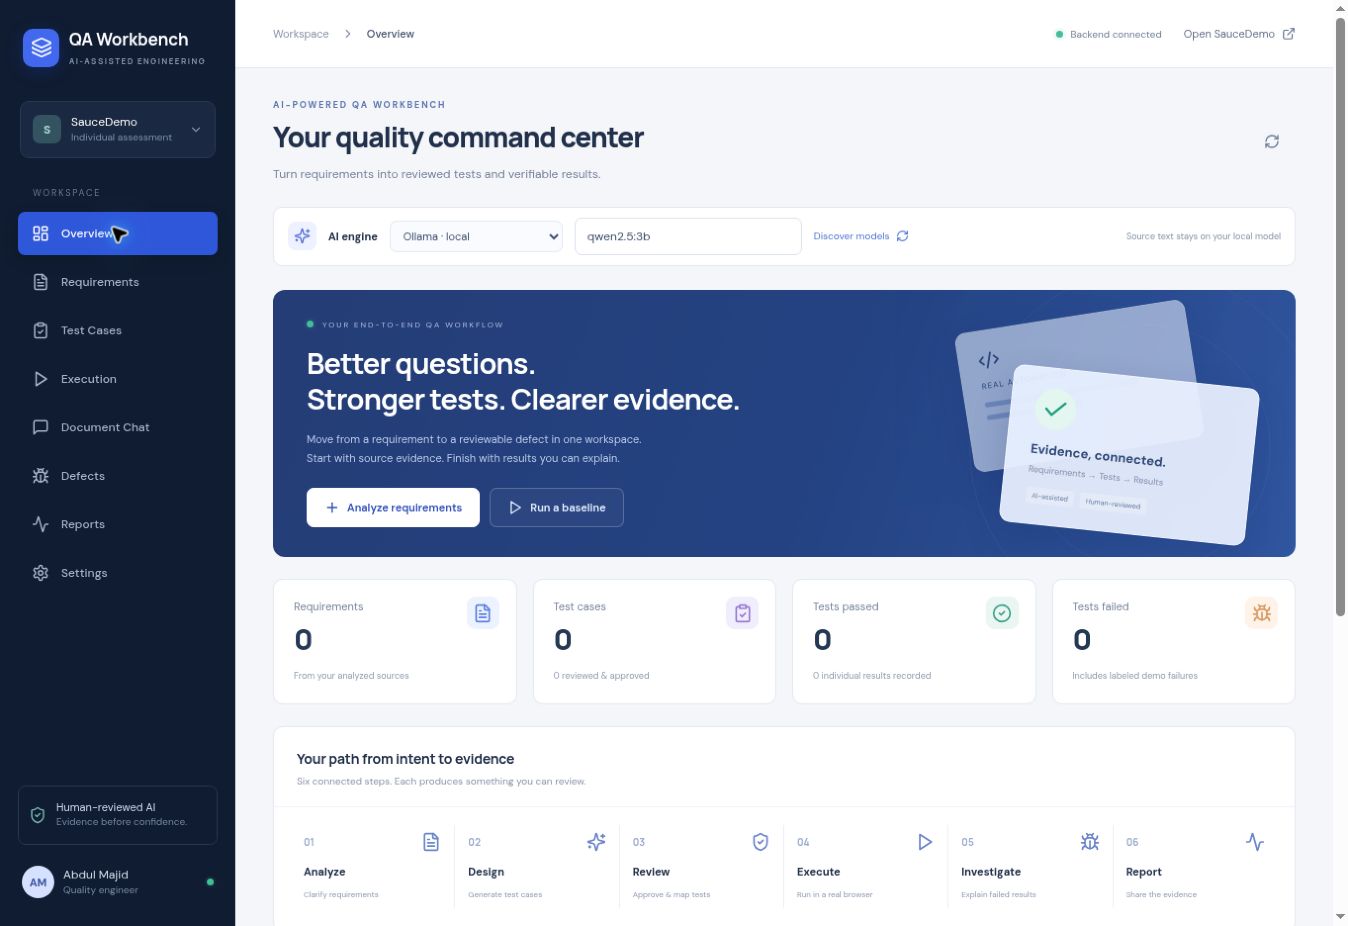 QA Workbench
AI-ASSISTED ENGINEERING
S
SauceDemo
Individual assessment
WORKSPACE
Overview
Requirements
Test Cases
Execution
Document Chat
Defects
Reports
Settings
Human-reviewed AI
Evidence before confidence.
AM
Abdul Majid
Quality engineer
Workspace > Overview
Backend connected
Open SauceDemo
AI-POWERED QA WORKBENCH
Your quality command center
Turn requirements into reviewed tests and verifiable results.
AI engine
Ollama · local
qwen2.5:3b
Discover models
Source text stays on your local model
YOUR END-TO-END QA WORKFLOW
Better questions.
Stronger tests. Clearer evidence.
Move from a requirement to a reviewable defect in one workspace.
Start with source evidence. Finish with results you can explain.
Analyze requirements
Run a baseline
</>
REAL
Evidence, connected.
Requirements → Tests → Results
AI-assisted
Human-reviewed
Requirements
0
From your analyzed sources
Test cases
0
0 reviewed & approved
Tests passed
0
0 individual results recorded
Tests failed
0
Includes labeled demo failures
Your path from intent to evidence
Six connected steps. Each produces something you can review.
01
Analyze
Clarify requirements
02
Design
Generate test cases
03
Review
Approve & map tests
04
Execute
Run in a real browser
05
Investigate
Explain failed results
06
Report
Share the evidence